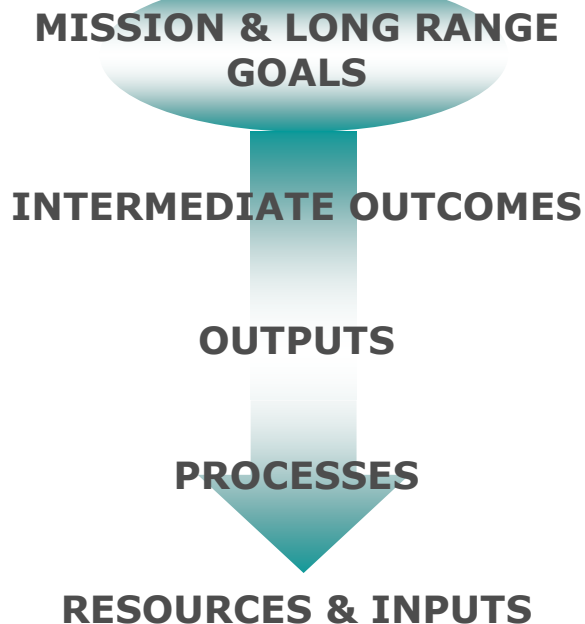 MISSION & LONG RANGE
GOALS
INTERMEDIATE OUTCOMES
OUTPUTS
PROCESSES
RESOURCES & INPUTS